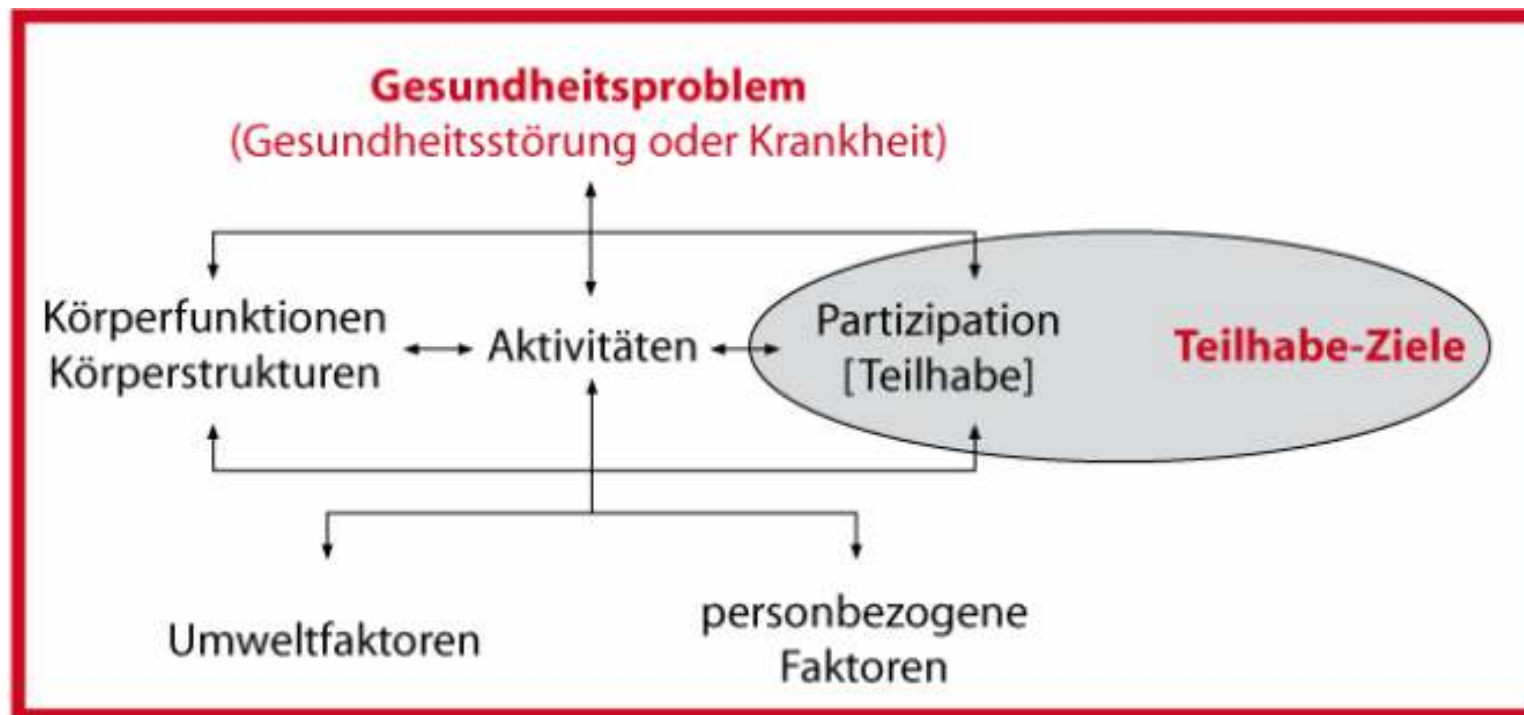 Gesundheitsproblem
(Gesundheitsstörung oder Krankheit)
Körperfunktionen
Körperstrukturen
Aktivitäten
Partizipation
[Teilhabe]
Teilhabe-Ziele
Umweltfaktoren
personbezogene
Faktoren